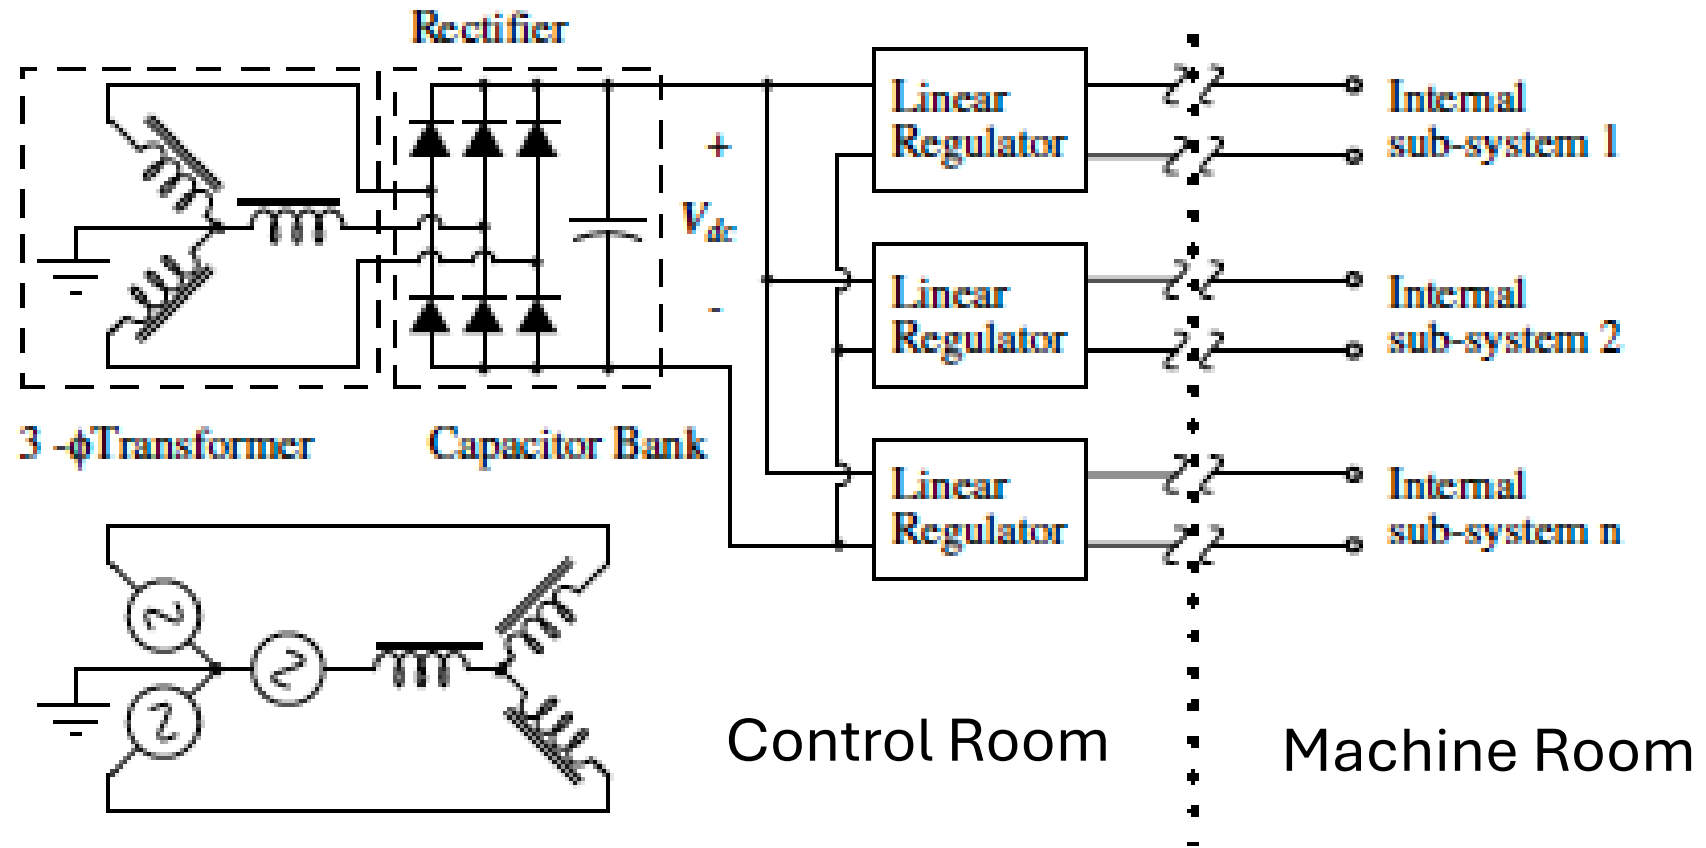 Rectifier
Linear
Regulator
Internal
sub-system 1
+
Vdc
-
Linear
Regulator
Internal
sub-system 2
3 -ϕTransformer
Capacitor Bank
Linear
Regulator
Internal
sub-system n
Control Room
Machine Room